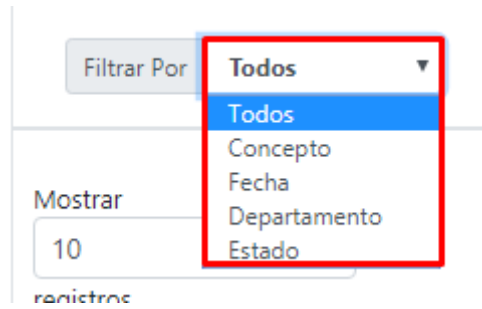 Filtrar Por Todos
Todos
Concepto
Fecha
Departamento
Estado
Mostrar
10
registros